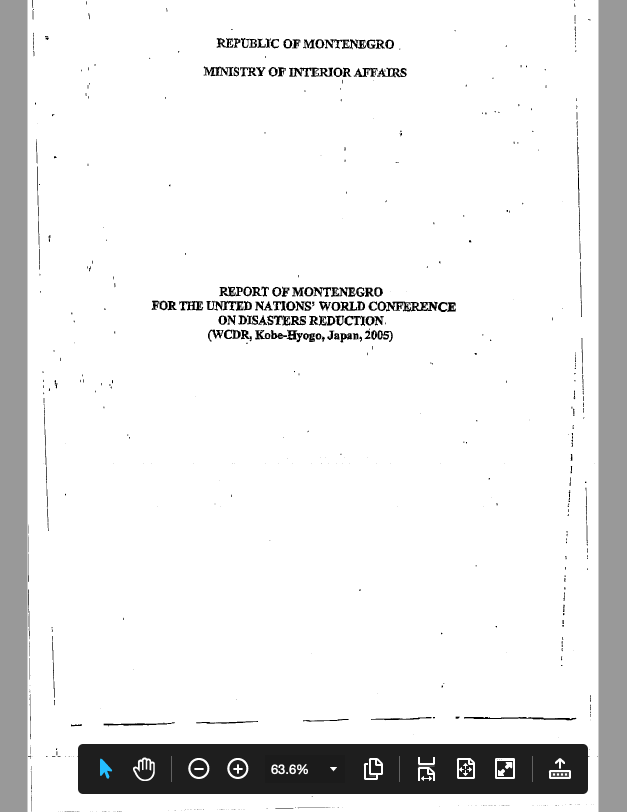 REPUBLIC OF MONTENEGRO
MINISTRY OF INTERIOR AFFAIRS
REPORT OF MONTENEGRO
FOR THE UNITED NATIONS' WORLD CONFERENCE
ON DISASTERS REDUCTION
(WCDR, Kobe-Hyogo, Japan, 2005)
63.6%